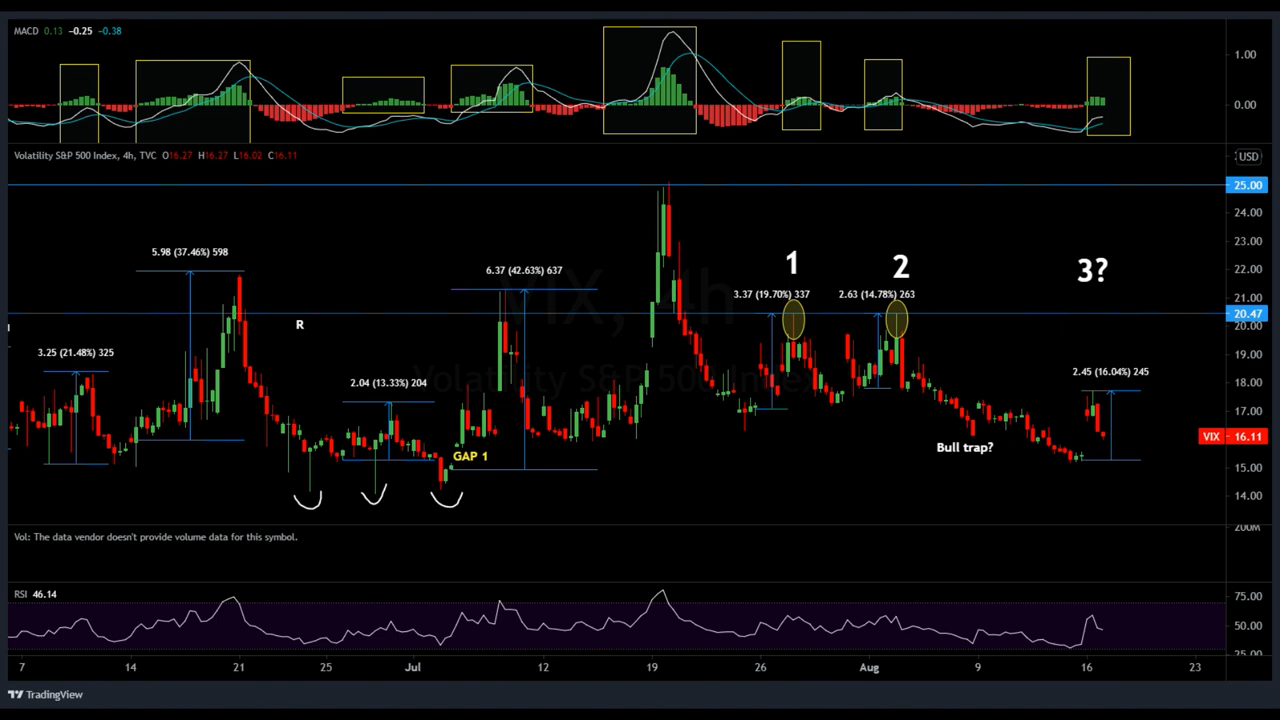 MACD 0.13 −0.25 −0.38
1.00
0.00
Volatility S&P 500 Index, 4h, TVC O16.27 H16.27 L16.02 C16.11
USD
25.00
24.00
23.00
22.00
21.00
20.47
20.00
19.00
18.00
17.00
VIX 16.11
15.00
14.00
5.98 (37.46%) 598
6.37 (42.63%) 637
1
2
3?
3.37 (19.70%) 337
2.63 (14.78%) 263
R
3.25 (21.48%) 325
2.04 (13.33%) 204
2.45 (16.04%) 245
VIX, 4h
Volatility S&P 500 Index
GAP 1
Bull trap?
200M
Vol: The data vendor doesn't provide volume data for this symbol.
RSI 46.14
75.00
50.00
25.00
7 14 21 25 Jul 12 19 26 Aug 9 16 23
TradingView